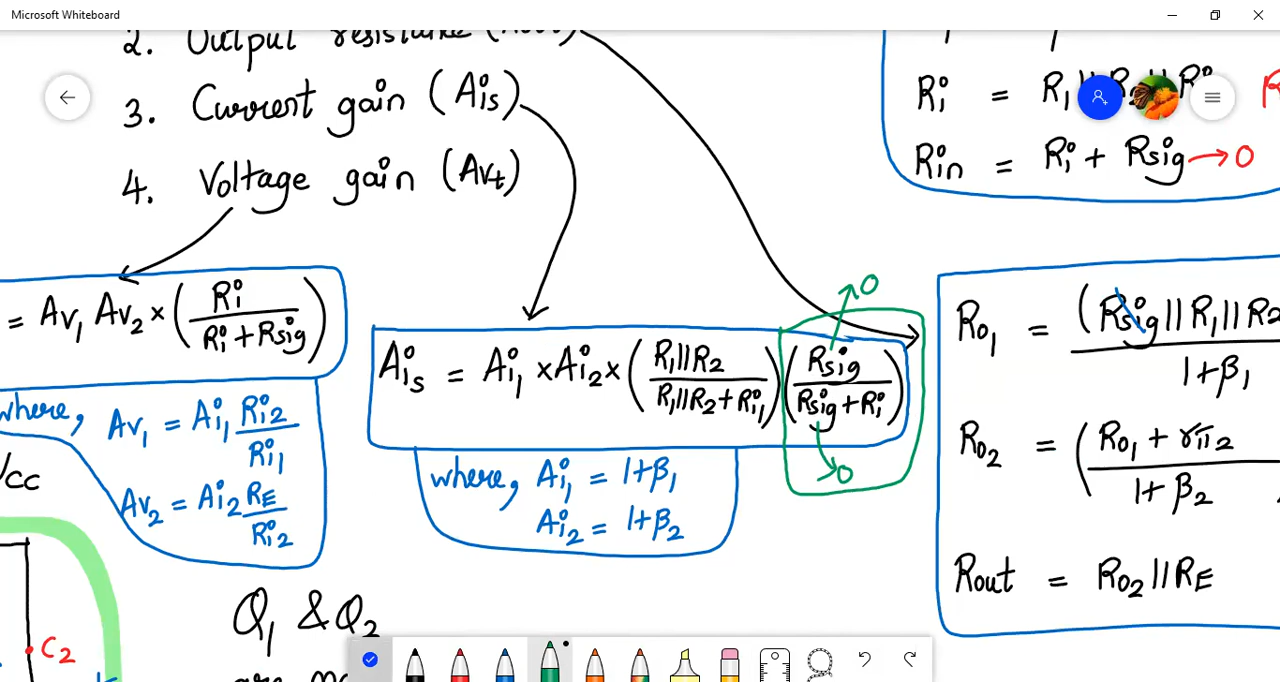 Microsoft Whiteboard
2. Output resistance
3. Current gain (Ais)
4. Voltage gain (Avt)
Ri = R1 ||
Rin = Ri + Rsig → 0
= Av1 Av2 × (Ri / (Ri + Rsig))
where, Av1 = Ai1 Ri2 / Ri1
Av2 = Ai2 RE / Ri2
Ais = Ai1 × Ai2 × (R1||R2 / (R1||R2 + Ri1)) (Rsig / (Rsig + Ri))
0
0
where, Ai1 = 1+β1
Ai2 = 1+β2
Ro1 = (Rsig || R1 || R2 / 1+β1
Ro2 = (Ro1 + rπ2 / 1+β2
Rout = Ro2 || RE
CC
C2
Q1 & Q2